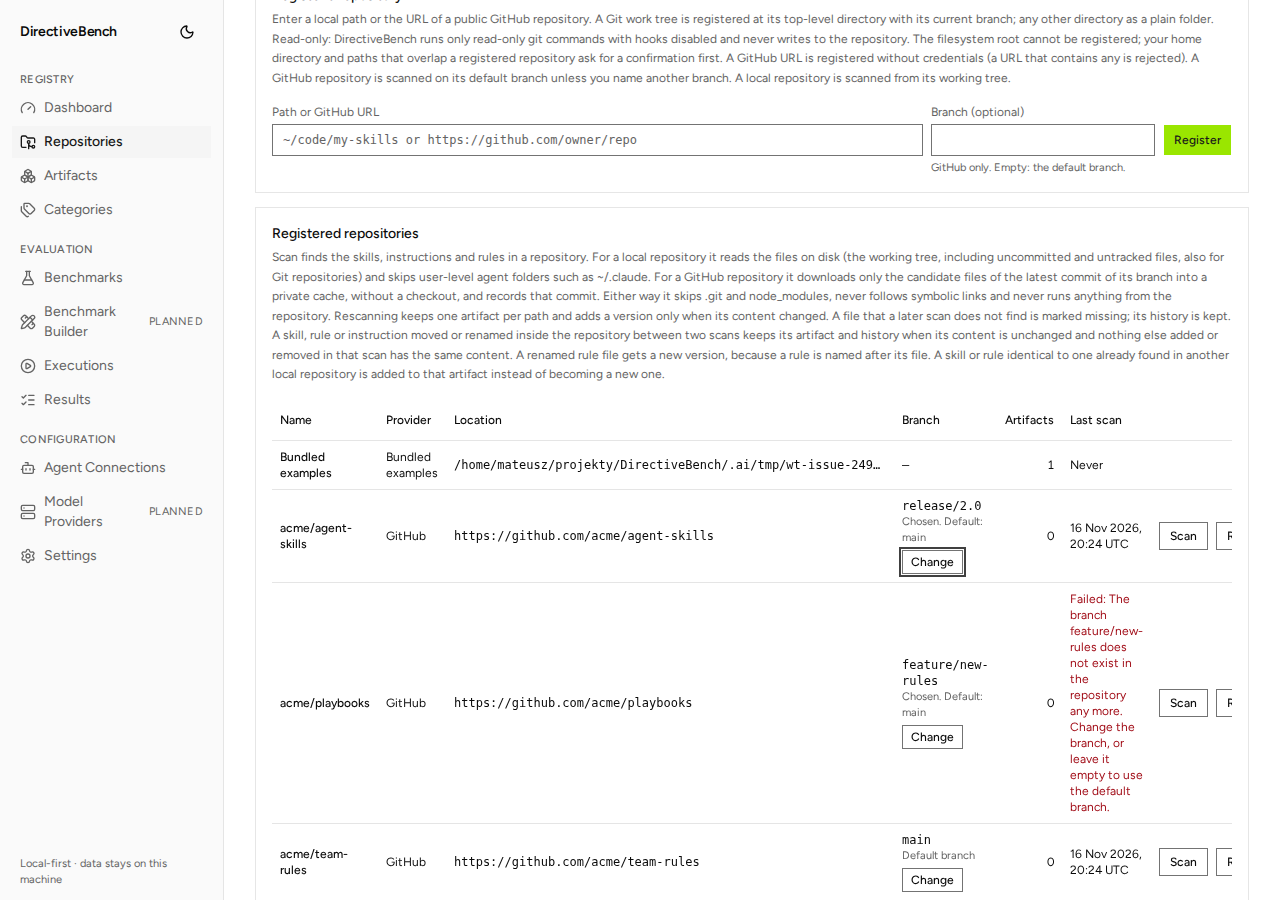 DirectiveBench
REGISTRY
Dashboard
Repositories
Artifacts
Categories
EVALUATION
Benchmarks
Benchmark
Builder
PLANNED
Executions
Results
CONFIGURATION
Agent Connections
Model
Providers
PLANNED
Settings
Local-first · data stays on this
machine
Enter a local path or the URL of a public GitHub repository. A Git work tree is registered at its top-level directory with its current branch; any other directory as a plain folder.
Read-only: DirectiveBench runs only read-only git commands with hooks disabled and never writes to the repository. The filesystem root cannot be registered; your home
directory and paths that overlap a registered repository ask for a confirmation first. A GitHub URL is registered without credentials (a URL that contains any is rejected). A
GitHub repository is scanned on its default branch unless you name another branch. A local repository is scanned from its working tree.
Path or GitHub URL
Branch (optional)
~/code/my-skills or https://github.com/owner/repo
Register
GitHub only. Empty: the default branch.
Registered repositories
Scan finds the skills, instructions and rules in a repository. For a local repository it reads the files on disk (the working tree, including uncommitted and untracked files, also for
Git repositories) and skips user-level agent folders such as ~/.claude. For a GitHub repository it downloads only the candidate files of the latest commit of its branch into a
private cache, without a checkout, and records that commit. Either way it skips .git and node_modules, never follows symbolic links and never runs anything from the
repository. Rescanning keeps one artifact per path and adds a version only when its content changed. A file that a later scan does not find is marked missing; its history is kept.
A skill, rule or instruction moved or renamed inside the repository between two scans keeps its artifact and history when its content is unchanged and nothing else added or
removed in that scan has the same content. A renamed rule file gets a new version, because a rule is named after its file. A skill or rule identical to one already found in another
local repository is added to that artifact instead of becoming a new one.
Name Provider Location Branch Artifacts Last scan
Bundled
examples
Bundled
examples
/home/mateusz/projekty/DirectiveBench/.ai/tmp/wt-issue-249…
—
1
Never
acme/agent-
skills
GitHub
https://github.com/acme/agent-skills
release/2.0
Chosen. Default:
main
Change
0
16 Nov 2026,
20:24 UTC
Scan
acme/playbooks
GitHub
https://github.com/acme/playbooks
feature/new-
rules
Chosen. Default:
main
Change
0
Failed: The
branch
feature/new-
rules does
not exist in
the
repository
any more.
Change the
branch, or
leave it
empty to use
the default
branch.
Scan
acme/team-
rules
GitHub
https://github.com/acme/team-rules
main
Default branch
Change
0
16 Nov 2026,
20:24 UTC
Scan